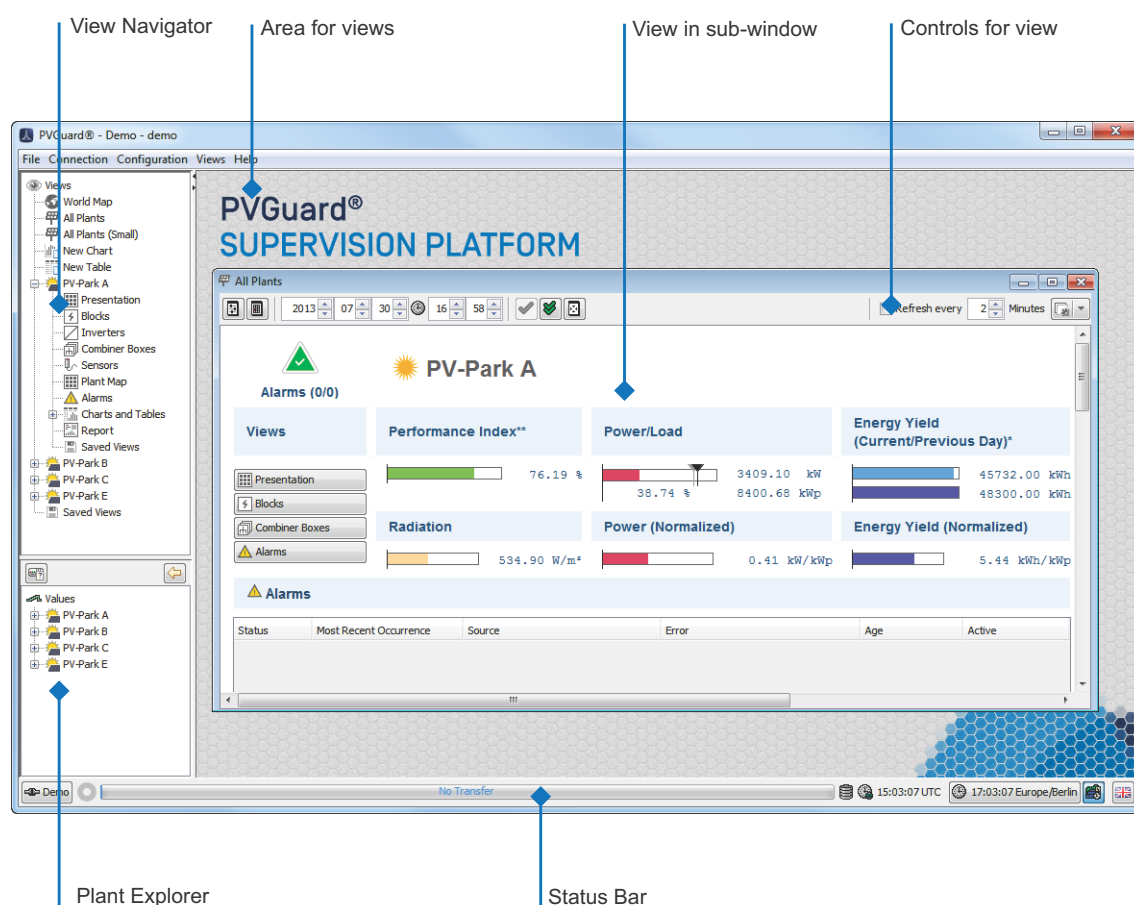 View Navigator
Area for views
View in sub-window
Controls for view
PVGuard® - Demo - demo
File Connection Configuration Views Help
Views
World Map
All Plants
All Plants (Small)
New Chart
New Table
PV-Park A
Presentation
Blocks
Inverters
Combiner Boxes
Sensors
Plant Map
Alarms
Charts and Tables
Report
Saved Views
PV-Park B
PV-Park C
PV-Park E
Saved Views
Values
PV-Park A
PV-Park B
PV-Park C
PV-Park E
PVGuard®
SUPERVISION PLATFORM
All Plants
2013 07 30 16 58
Refresh every 2 Minutes
Alarms (0/0)
PV-Park A
Views
Performance Index**
Power/Load
Energy Yield
(Current/Previous Day)*
Presentation
Blocks
Combiner Boxes
Alarms
76.19 %
3409.10 kW
38.74 % 8400.68 kWp
45732.00 kWh
48300.00 kWh
Radiation
Power (Normalized)
Energy Yield (Normalized)
534.90 W/m²
0.41 kW/kWp
5.44 kWh/kWp
Alarms
Status Most Recent Occurrence Source Error Age Active
Demo
No Transfer
15:03:07 UTC
17:03:07 Europe/Berlin
Plant Explorer
Status Bar